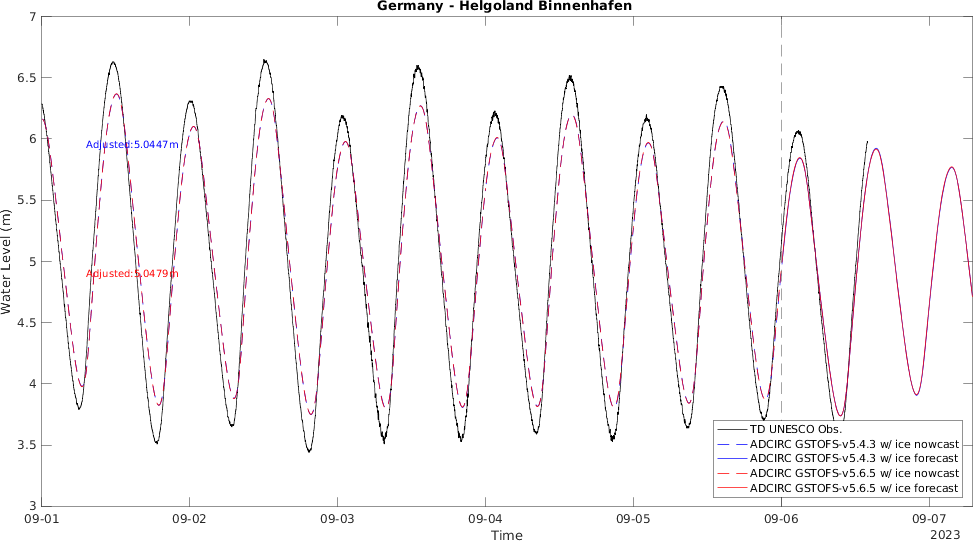 Germany - Helgoland Binnenhafen
7
6.5
6
5.5
5
4.5
4
3.5
3
Water Level (m)
Adjusted:5.0447m
Adjusted:5.0479m
TD UNESCO Obs.
ADCIRC GSTOFS-v5.4.3 w/ ice nowcast
ADCIRC GSTOFS-v5.4.3 w/ ice forecast
ADCIRC GSTOFS-v5.6.5 w/ ice nowcast
ADCIRC GSTOFS-v5.6.5 w/ ice forecast
09-01 09-02 09-03 09-04 09-05 09-06 09-07
Time
2023